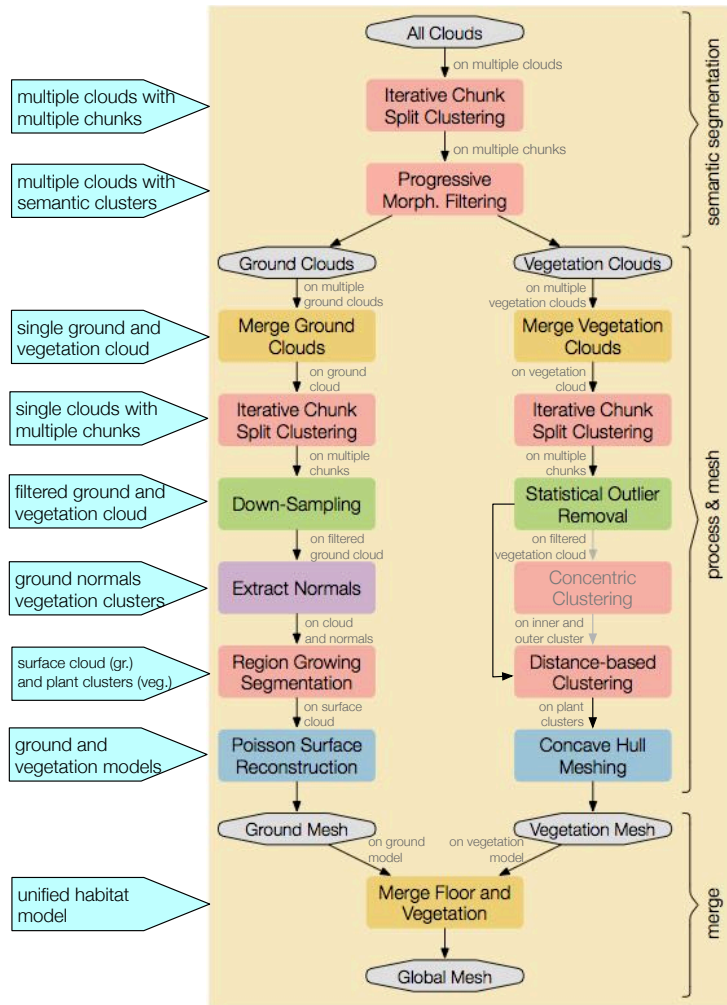 All Clouds
on multiple clouds
multiple clouds with
multiple chunks
Iterative Chunk
Split Clustering
on multiple chunks
multiple clouds with
semantic clusters
Progressive
Morph. Filtering
semantic segmentation
Ground Clouds
Vegetation Clouds
on multiple
ground clouds
on multiple
vegetation clouds
single ground and
vegetation cloud
Merge Ground
Clouds
Merge Vegetation
Clouds
on ground
cloud
on vegetation
cloud
single clouds with
multiple chunks
Iterative Chunk
Split Clustering
Iterative Chunk
Split Clustering
on multiple
chunks
on multiple
chunks
filtered ground and
vegetation cloud
Down-Sampling
Statistical Outlier
Removal
on filtered
ground cloud
on filtered
vegetation cloud
ground normals
vegetation clusters
Extract Normals
Concentric
Clustering
on cloud
and normals
on inner and
outer cluster
surface cloud (gr.)
and plant clusters (veg.)
Region Growing
Segmentation
Distance-based
Clustering
on surface
cloud
on plant
clusters
ground and
vegetation models
Poisson Surface
Reconstruction
Concave Hull
Meshing
process & mesh
Ground Mesh
Vegetation Mesh
on ground
model
on vegetation
model
unified habitat
model
Merge Floor and
Vegetation
Global Mesh
merge